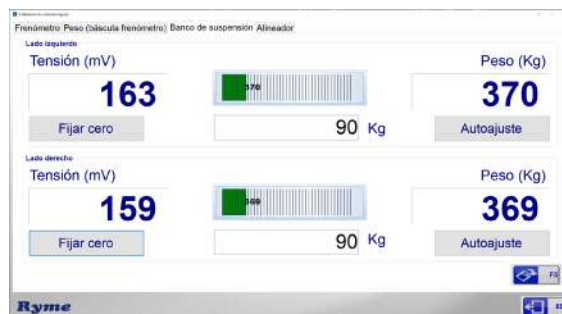 Frenómetro Peso (báscula frenómetro) Banco de suspensión Alineador
Lado izquierdo
Tensión (mV)
Peso (Kg)
163
370
370
Fijar cero
90 Kg
Autoajuste
Lado derecho
Tensión (mV)
Peso (Kg)
159
369
369
Fijar cero
90 Kg
Autoajuste
Ryme